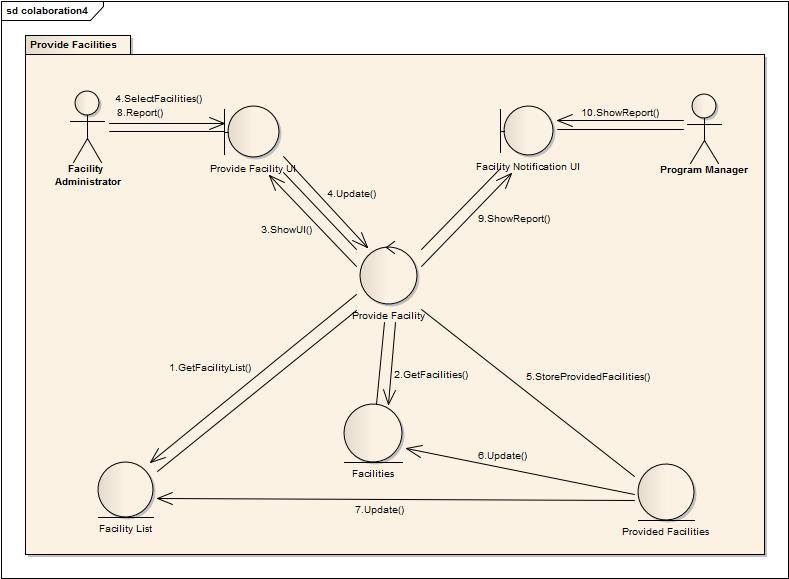 sd colaboration4
Provide Facilities
4.SelectFacilities()
8.Report()
10.ShowReport()
Facility
Administrator
Provide Facility UI
Facility Notification UI
Program Manager
4.Update()
3.ShowUI()
9.ShowReport()
Provide Facility
1.GetFacilityList()
2.GetFacilities()
5.StoreProvidedFacilities()
6.Update()
Facilities
7.Update()
Facility List
Provided Facilities